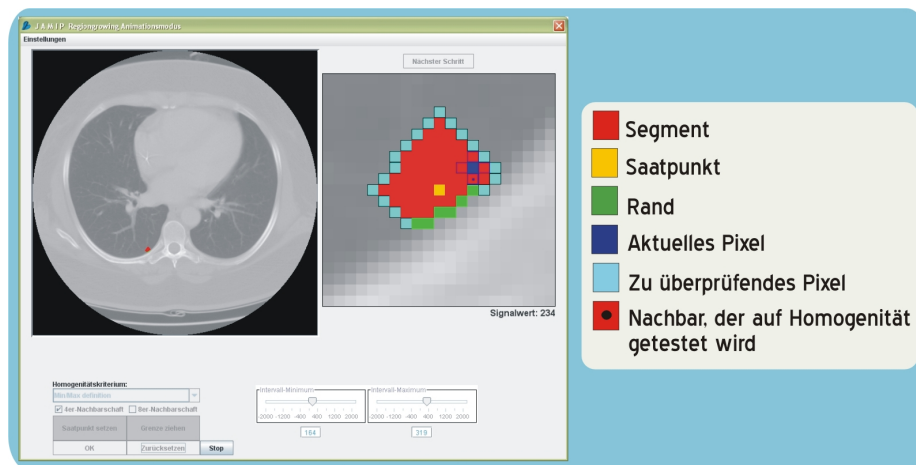 J.A.M.I.P. Regiongrowing Animationsmodus
Einstellungen
Nächster Schritt
Signalwert: 234
Homogenitätskriterium:
Min/Max definition
4er-Nachbarschaft 8er-Nachbarschaft
Saatpunkt setzen Grenze ziehen
OK Zurücksetzen Stop
Intervall-Minimum Intervall-Maximum
-2000 -1200 -400 400 1200 2000 -2000 -1200 -400 400 1200 2000
164 319
Segment
Saatpunkt
Rand
Aktuelles Pixel
Zu überprüfendes Pixel
Nachbar, der auf Homogenität
getestet wird